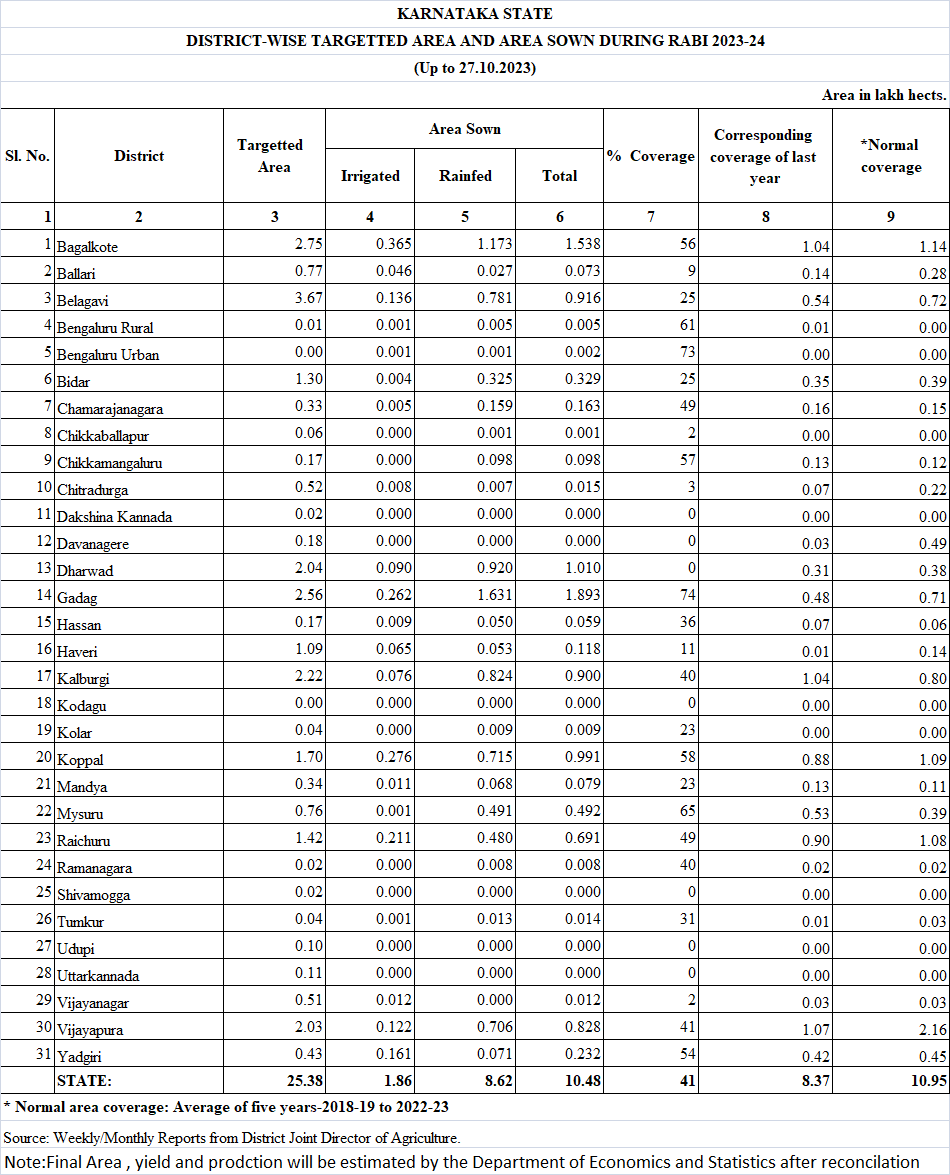 KARNATAKA STATE
DISTRICT-WISE TARGETTED AREA AND AREA SOWN DURING RABI 2023-24
(Up to 27.10.2023)
Area in lakh hects.
Sl. No. District Targetted Area Area Sown % Coverage Corresponding coverage of last year *Normal coverage
Irrigated Rainfed Total
1 2 3 4 5 6 7 8 9
1 Bagalkote 2.75 0.365 1.173 1.538 56 1.04 1.14
2 Ballari 0.77 0.046 0.027 0.073 9 0.14 0.28
3 Belagavi 3.67 0.136 0.781 0.916 25 0.54 0.72
4 Bengaluru Rural 0.01 0.001 0.005 0.005 61 0.01 0.00
5 Bengaluru Urban 0.00 0.001 0.001 0.002 73 0.00 0.00
6 Bidar 1.30 0.004 0.325 0.329 25 0.35 0.39
7 Chamarajanagara 0.33 0.005 0.159 0.163 49 0.16 0.15
8 Chikkaballapur 0.06 0.000 0.001 0.001 2 0.00 0.00
9 Chikkamangaluru 0.17 0.000 0.098 0.098 57 0.13 0.12
10 Chitradurga 0.52 0.008 0.007 0.015 3 0.07 0.22
11 Dakshina Kannada 0.02 0.000 0.000 0.000 0 0.00 0.00
12 Davanagere 0.18 0.000 0.000 0.000 0 0.03 0.49
13 Dharwad 2.04 0.090 0.920 1.010 0 0.31 0.38
14 Gadag 2.56 0.262 1.631 1.893 74 0.48 0.71
15 Hassan 0.17 0.009 0.050 0.059 36 0.07 0.06
16 Haveri 1.09 0.065 0.053 0.118 11 0.01 0.14
17 Kalburgi 2.22 0.076 0.824 0.900 40 1.04 0.80
18 Kodagu 0.00 0.000 0.000 0.000 0 0.00 0.00
19 Kolar 0.04 0.000 0.009 0.009 23 0.00 0.00
20 Koppal 1.70 0.276 0.715 0.991 58 0.88 1.09
21 Mandya 0.34 0.011 0.068 0.079 23 0.13 0.11
22 Mysuru 0.76 0.001 0.491 0.492 65 0.53 0.39
23 Raichuru 1.42 0.211 0.480 0.691 49 0.90 1.08
24 Ramanagara 0.02 0.000 0.008 0.008 40 0.02 0.02
25 Shivamogga 0.02 0.000 0.000 0.000 0 0.00 0.00
26 Tumkur 0.04 0.001 0.013 0.014 31 0.01 0.03
27 Udupi 0.10 0.000 0.000 0.000 0 0.00 0.00
28 Uttarkannada 0.11 0.000 0.000 0.000 0 0.00 0.00
29 Vijayanagar 0.51 0.012 0.000 0.012 2 0.03 0.03
30 Vijayapura 2.03 0.122 0.706 0.828 41 1.07 2.16
31 Yadgiri 0.43 0.161 0.071 0.232 54 0.42 0.45
STATE: 25.38 1.86 8.62 10.48 41 8.37 10.95
* Normal area coverage: Average of five years-2018-19 to 2022-23
Source: Weekly/Monthly Reports from District Joint Director of Agriculture.
Note:Final Area , yield and prodction will be estimated by the Department of Economics and Statistics after reconcilation